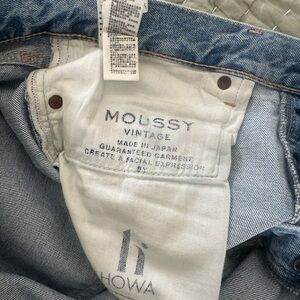 MOUSSY
VINTAGE
MADE IN JAPAN
GUARANTEED GARMENT
CREATE A FACIAL EXPRESSION
BY
HOWA